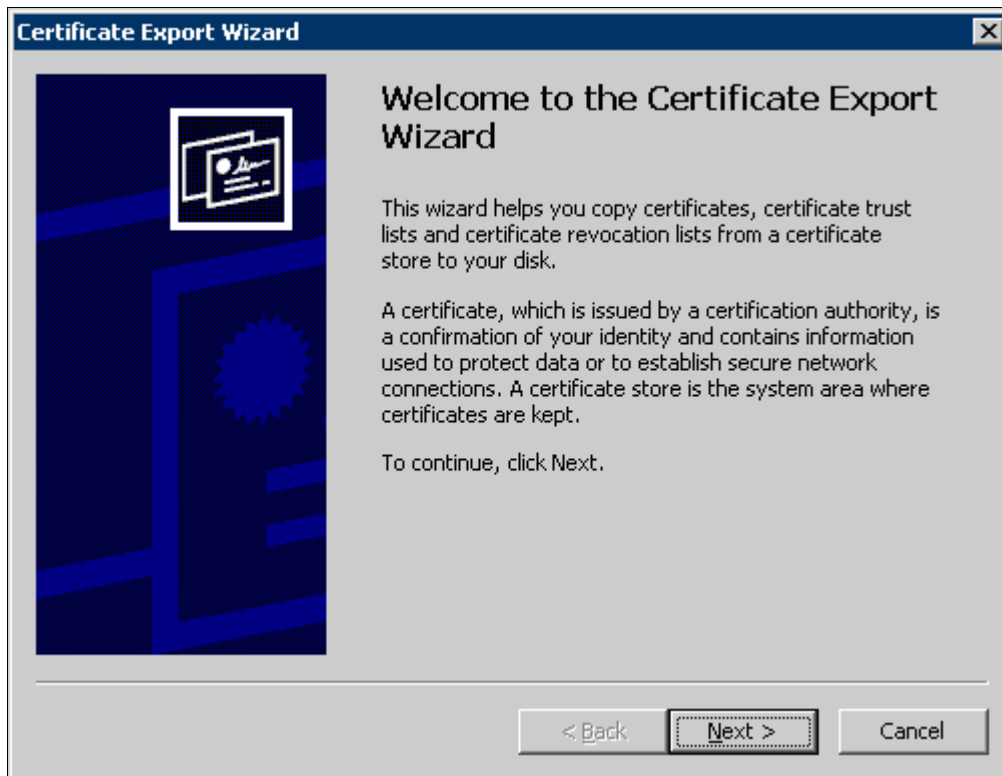 Certificate Export Wizard
Welcome to the Certificate Export
Wizard
This wizard helps you copy certificates, certificate trust
lists and certificate revocation lists from a certificate
store to your disk.
A certificate, which is issued by a certification authority, is
a confirmation of your identity and contains information
used to protect data or to establish secure network
connections. A certificate store is the system area where
certificates are kept.
To continue, click Next.
< Back
Next >
Cancel